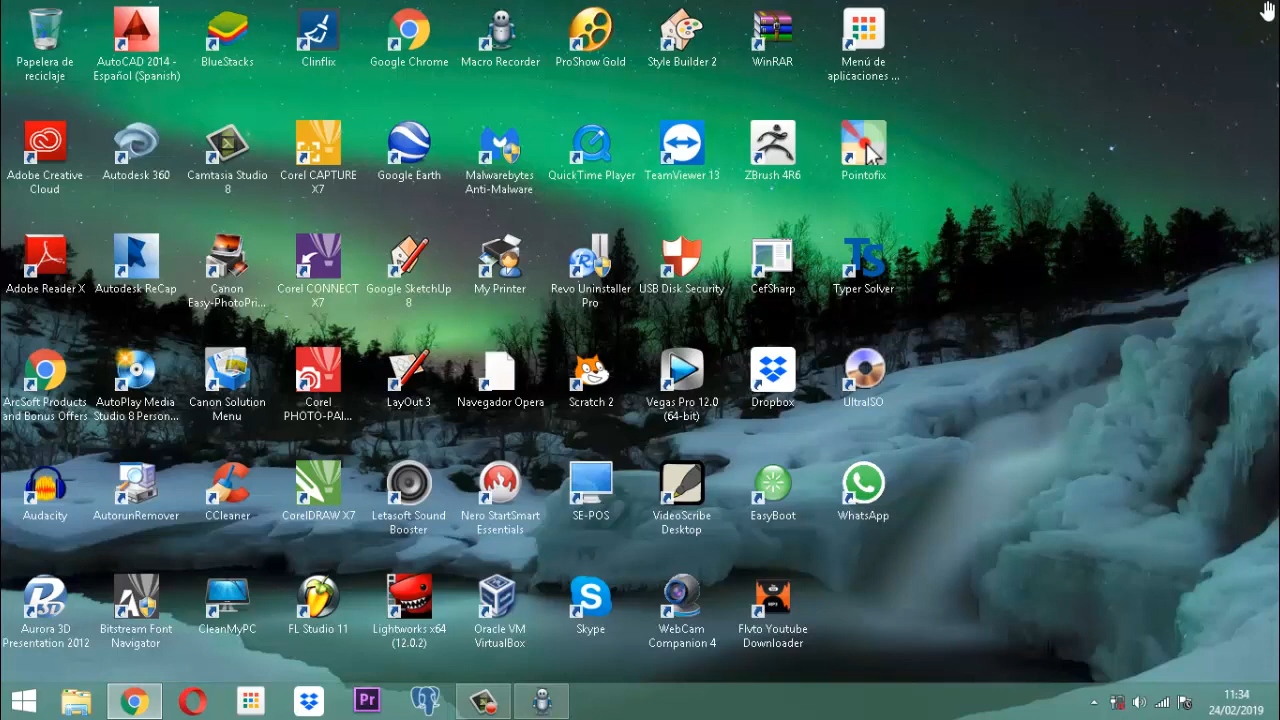 Papelera de
reciclaje
AutoCAD 2014 -
Español (Spanish)
BlueStacks
Clinflix
Google Chrome
Macro Recorder
ProShow Gold
Style Builder 2
WinRAR
Menú de
aplicaciones ...
Adobe Creative
Cloud
Autodesk 360
Camtasia Studio
8
Corel CAPTURE
X7
Google Earth
Malwarebytes
Anti-Malware
QuickTime Player
TeamViewer 13
ZBrush 4R6
Pointofix
Adobe Reader X
Autodesk ReCap
Canon
Easy-PhotoPri...
Corel CONNECT
X7
Google SketchUp
8
My Printer
Revo Uninstaller
Pro
USB Disk Security
CefSharp
TS
Typer Solver
ArcSoft Products
and Bonus Offers
AutoPlay Media
Studio 8 Person...
Canon Solution
Menu
Corel
PHOTO-PAI...
LayOut 3
Navegador Opera
Scratch 2
Vegas Pro 12.0
(64-bit)
Dropbox
UltraISO
Audacity
AutorunRemover
CCleaner
CorelDRAW X7
Letasoft Sound
Booster
Nero StartSmart
Essentials
SE-POS
VideoScribe
Desktop
EasyBoot
WhatsApp
Aurora 3D
Presentation 2012
Bitstream Font
Navigator
CleanMyPC
FL Studio 11
Lightworks x64
(12.0.2)
Oracle VM
VirtualBox
Skype
WebCam
Companion 4
Flvto Youtube
Downloader
Pr
11:34
24/02/2019